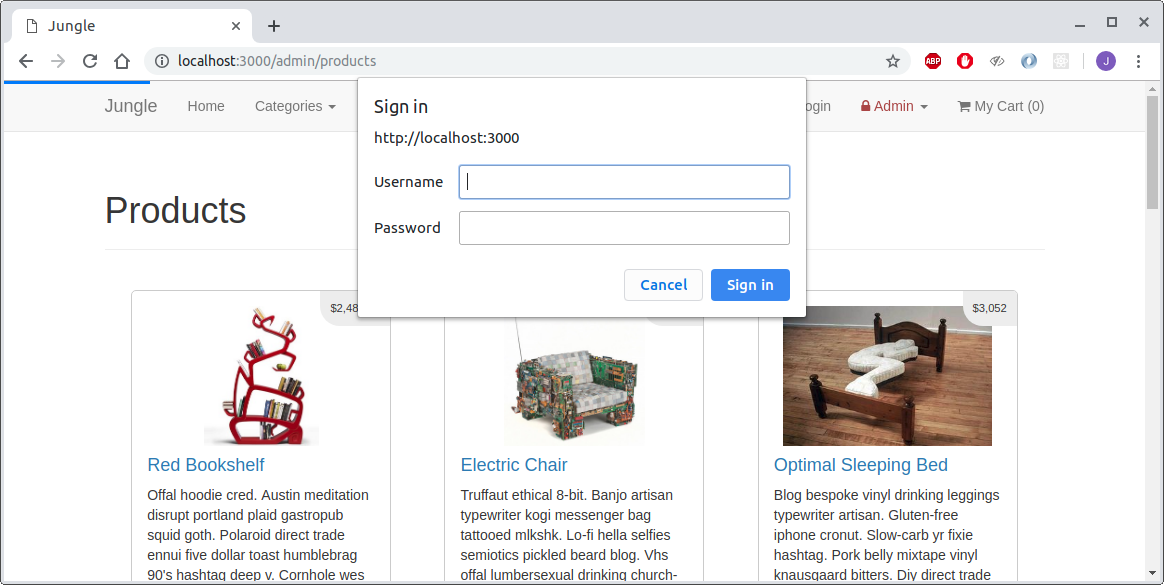 Jungle
localhost:3000/admin/products
ABP
J
Jungle Home Categories Admin My Cart (0)
Sign in
http://localhost:3000
Username
Password
Cancel Sign in
Products
$3,052
Red Bookshelf
Offal hoodie cred. Austin meditation
disrupt portland plaid gastropub
squid goth. Polaroid direct trade
ennui five dollar toast humblebrag
90's hashtag deep v. Cornhole wes
Electric Chair
Truffaut ethical 8-bit. Banjo artisan
typewriter kogi messenger bag
tattooed mlkshk. Lo-fi hella selfies
semiotics pickled beard blog. Vhs
offal lumbersexual drinking church-
Optimal Sleeping Bed
Blog bespoke vinyl drinking leggings
typewriter artisan. Gluten-free
iphone cronut. Slow-carb yr fixie
hashtag. Pork belly mixtape vinyl
knausgaard bitters. Diy direct trade